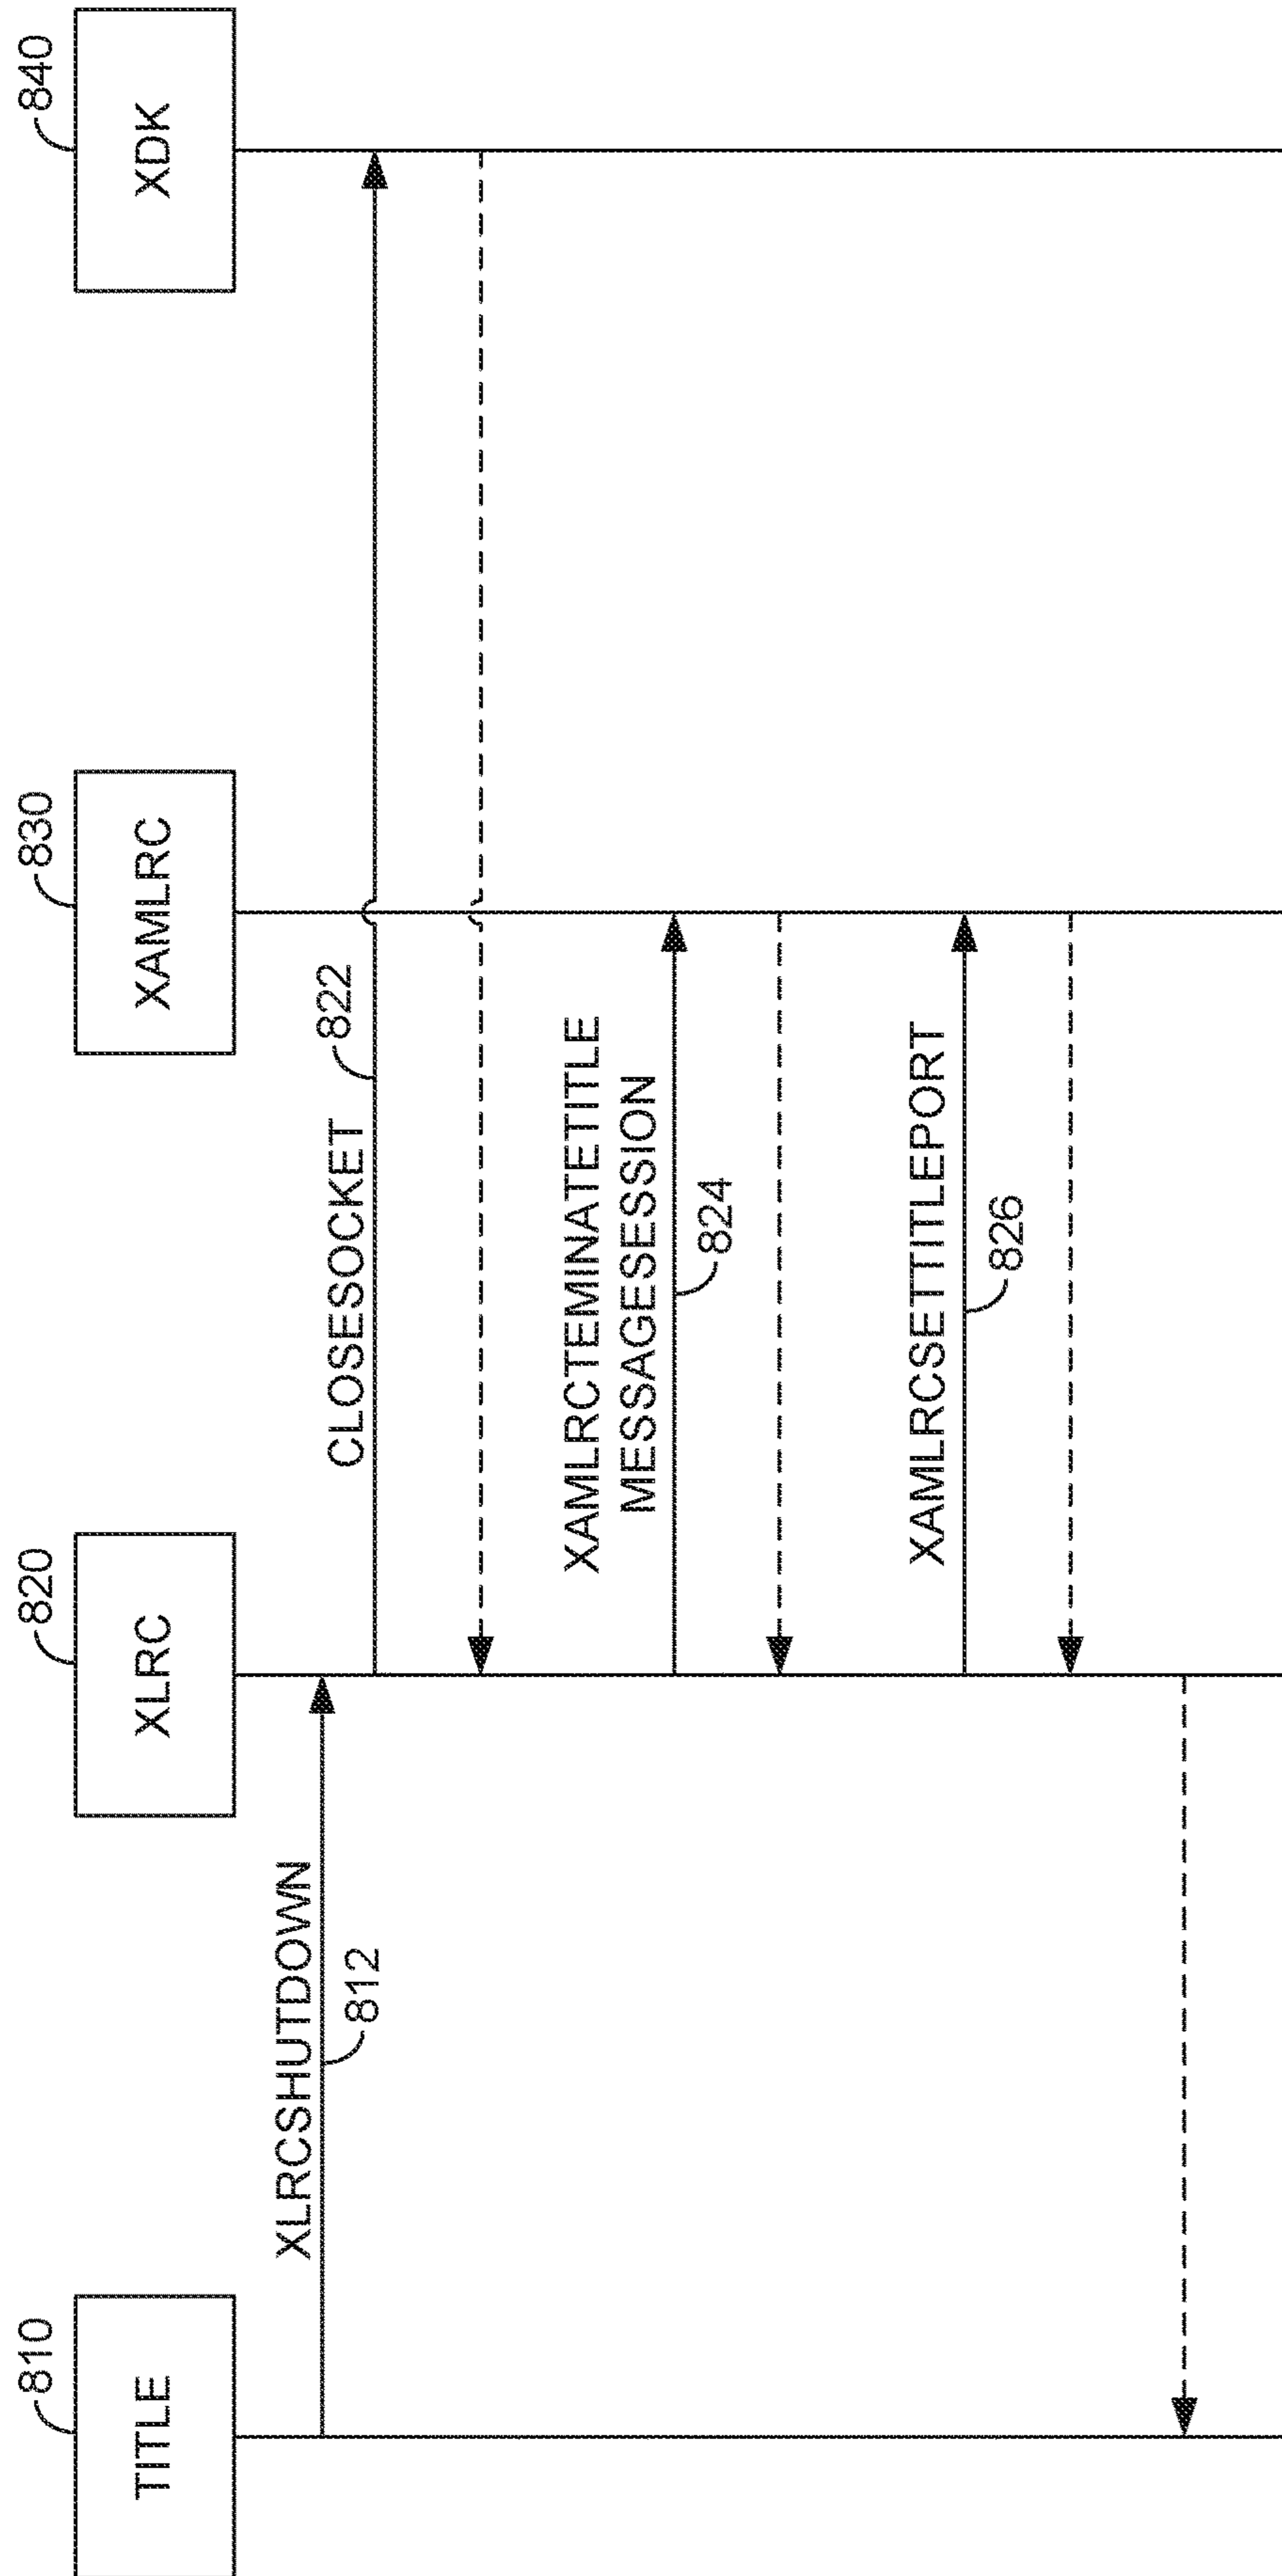 810
TITLE
820
XLRC
830
XAMLRC
840
XDK
XLRCSHUTDOWN
812
CLOSESOCKET
822
XAMLRCTEMINATETITLE
MESSAGESESSION
824
XAMLRCSETTITLEPORT
826